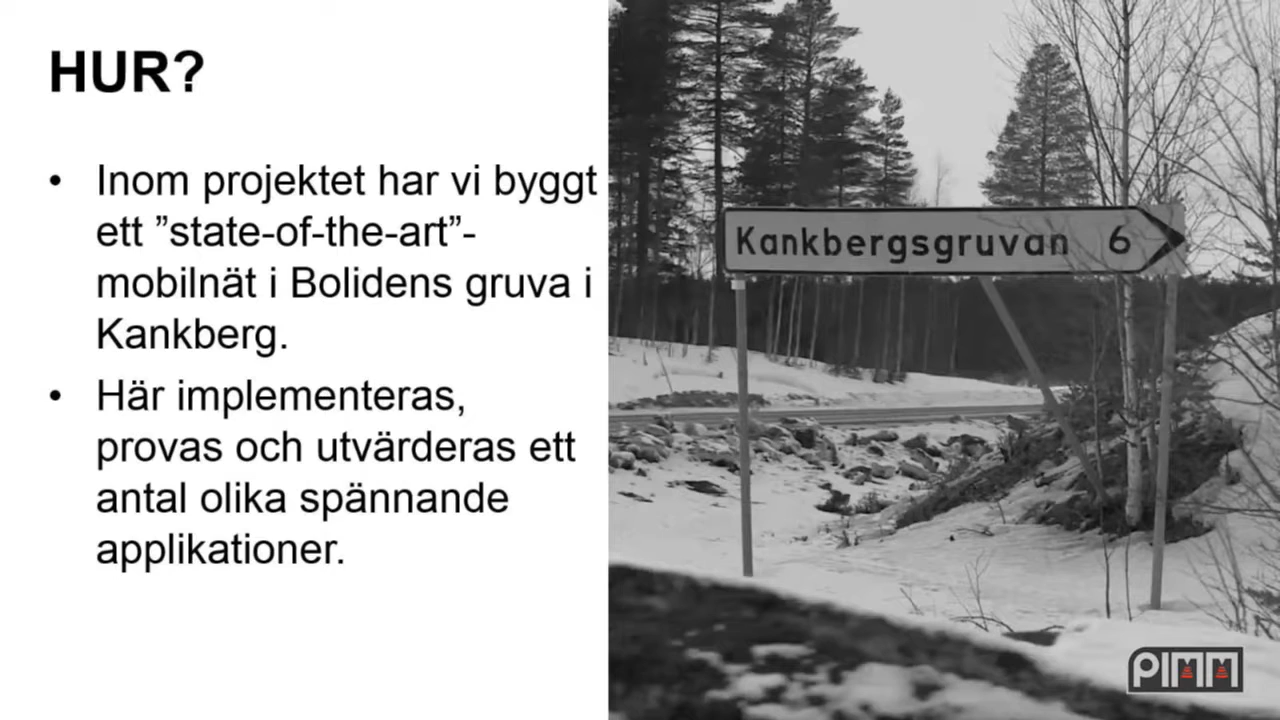 HUR?
• Inom projektet har vi byggt
ett ”state-of-the-art”-
mobilnät i Bolidens gruva i
Kankberg.
• Här implementeras,
provas och utvärderas ett
antal olika spännande
applikationer.
Kankbergsgruvan 6
PIMM